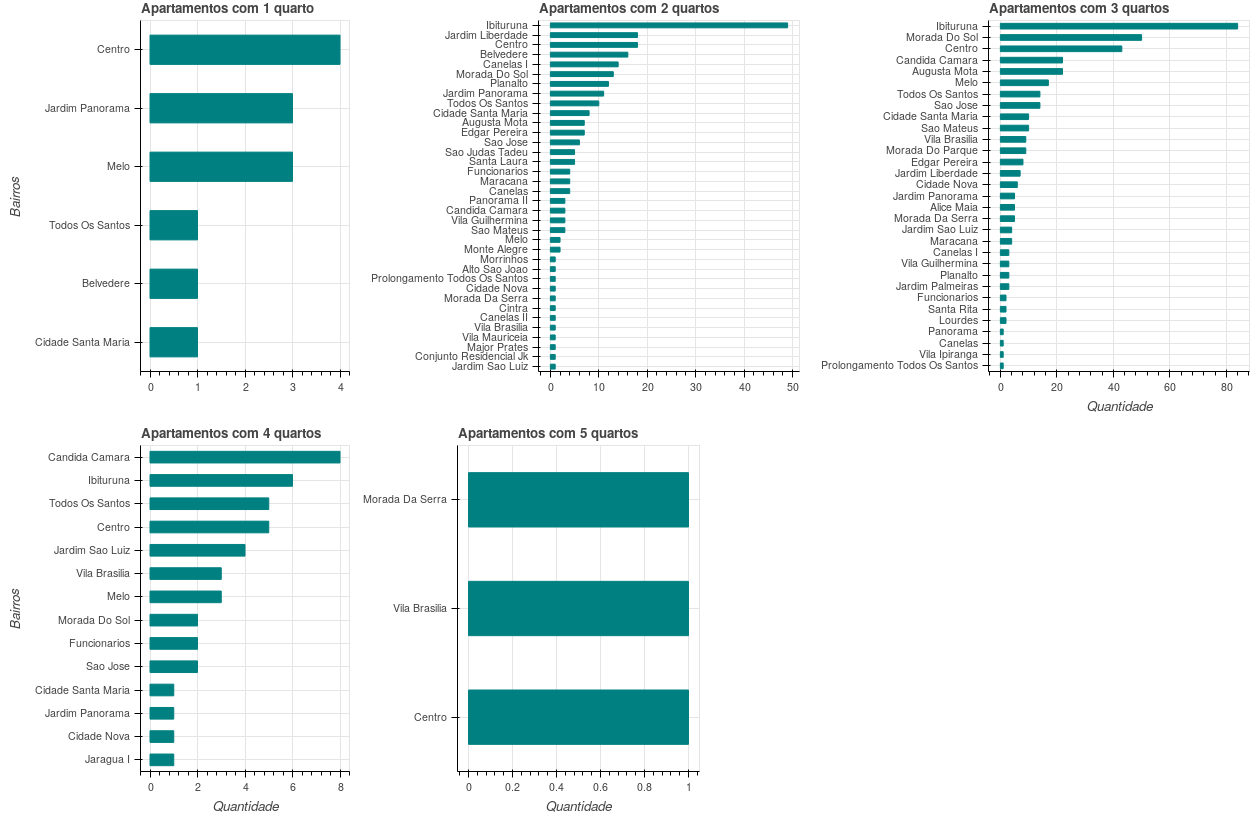 Apartamentos com 1 quarto
Bairros
Centro
Jardim Panorama
Melo
Todos Os Santos
Belvedere
Cidade Santa Maria
0 1 2 3 4
Apartamentos com 2 quartos
Ibituruna
Jardim Liberdade
Centro
Belvedere
Canelas I
Morada Do Sol
Planalto
Jardim Panorama
Todos Os Santos
Cidade Santa Maria
Augusta Mota
Edgar Pereira
Sao Jose
Sao Judas Tadeu
Santa Laura
Funcionarios
Maracana
Canelas
Panorama II
Candida Camara
Vila Guilhermina
Sao Mateus
Melo
Monte Alegre
Morrinhos
Alto Sao Joao
Prolongamento Todos Os Santos
Cidade Nova
Morada Da Serra
Cintra
Canelas II
Vila Brasilia
Vila Mauriceia
Major Prates
Conjunto Residencial Jk
Jardim Sao Luiz
0 10 20 30 40 50
Apartamentos com 3 quartos
Ibituruna
Morada Do Sol
Centro
Candida Camara
Augusta Mota
Melo
Todos Os Santos
Sao Jose
Cidade Santa Maria
Sao Mateus
Vila Brasilia
Morada Do Parque
Edgar Pereira
Jardim Liberdade
Cidade Nova
Jardim Panorama
Alice Maia
Morada Da Serra
Jardim Sao Luiz
Maracana
Canelas I
Vila Guilhermina
Planalto
Jardim Palmeiras
Funcionarios
Santa Rita
Lourdes
Panorama
Canelas
Vila Ipiranga
Prolongamento Todos Os Santos
0 20 40 60 80
Quantidade
Apartamentos com 4 quartos
Bairros
Candida Camara
Ibituruna
Todos Os Santos
Centro
Jardim Sao Luiz
Vila Brasilia
Melo
Morada Do Sol
Funcionarios
Sao Jose
Cidade Santa Maria
Jardim Panorama
Cidade Nova
Jaragua I
0 2 4 6 8
Quantidade
Apartamentos com 5 quartos
Morada Da Serra
Vila Brasilia
Centro
0 0.2 0.4 0.6 0.8 1
Quantidade